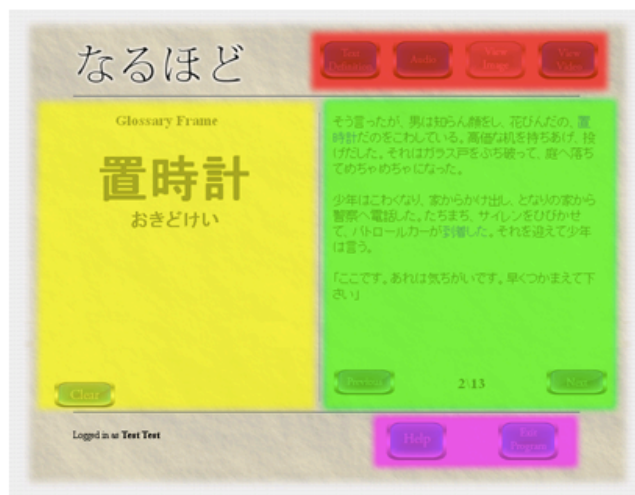 なるほど
Text Definition
Audio
View Image
View Video
Glossary Frame
置時計
おきどけい
Clear
そう言ったが、男は知らん顔をし、花びんだの、置
時計だのをこわしている。高価な机を持ちあげ、投
げだした。それはガラス戸をぶち破って、庭へ落ち
てめちゃめちゃになった。
少年はこわくなり、家からかけ出し、となりの家から
警察へ電話した。たちまち、サイレンをひびかせ
て、パトロールカーが到着した。それを迎えて少年
は言う。
「ここです。あれは気ちがいです。早くつかまえて下
さい」
Previous
2\13
Next
Logged in as Test Test
Help
Exit Program